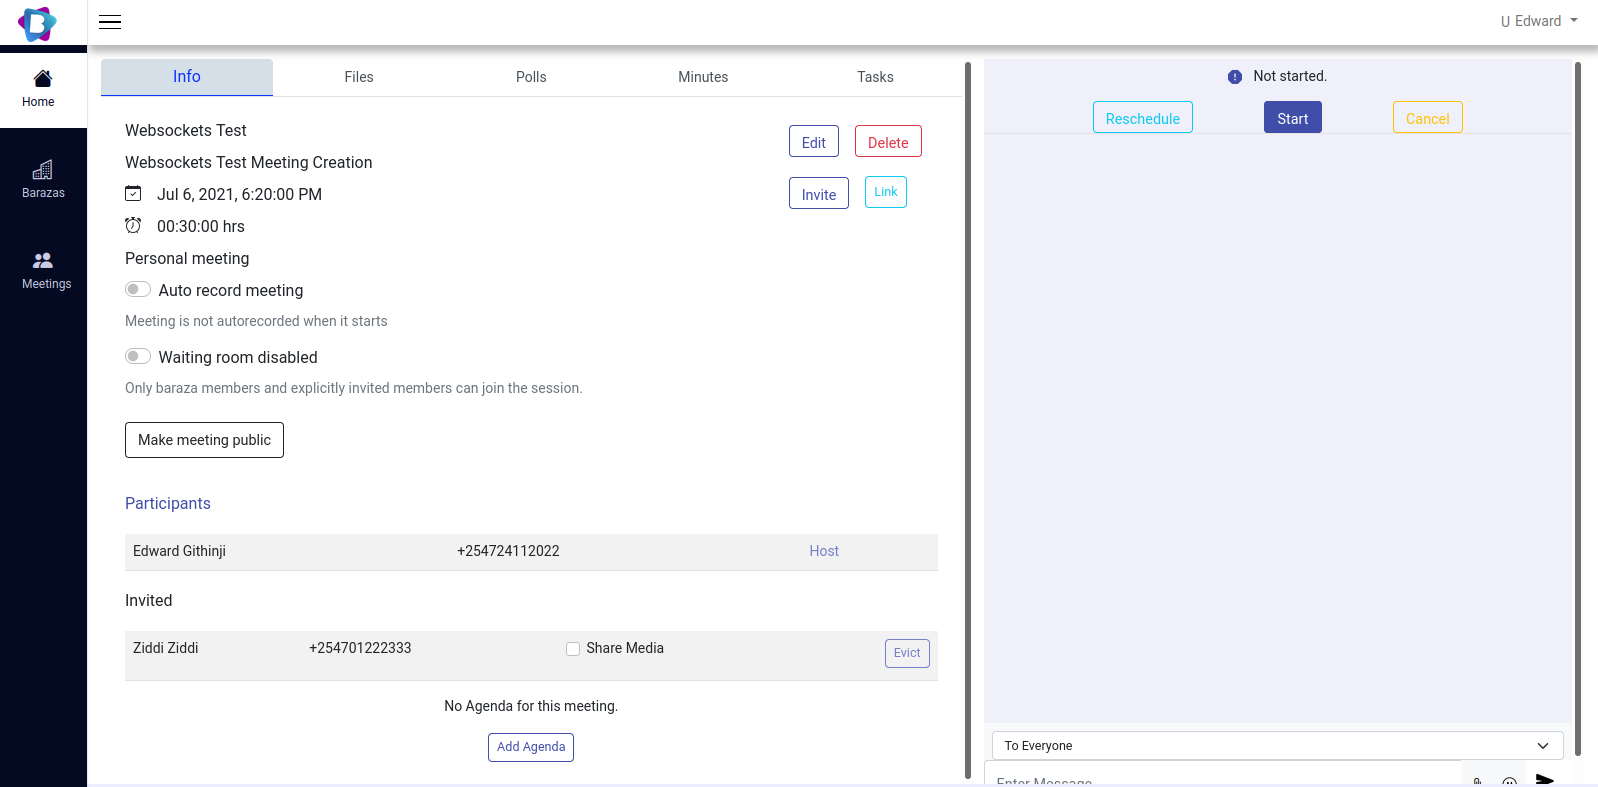 U Edward
Home
Barazas
Meetings
Info
Files
Polls
Minutes
Tasks
Websockets Test
Websockets Test Meeting Creation
Jul 6, 2021, 6:20:00 PM
00:30:00 hrs
Personal meeting
Auto record meeting
Meeting is not autorecorded when it starts
Waiting room disabled
Only baraza members and explicitly invited members can join the session.
Make meeting public
Edit
Delete
Invite
Link
Participants
Edward Githinji +254724112022 Host
Invited
Ziddi Ziddi +254701222333 Share Media Evict
No Agenda for this meeting.
Add Agenda
Not started.
Reschedule
Start
Cancel
To Everyone
Enter Message